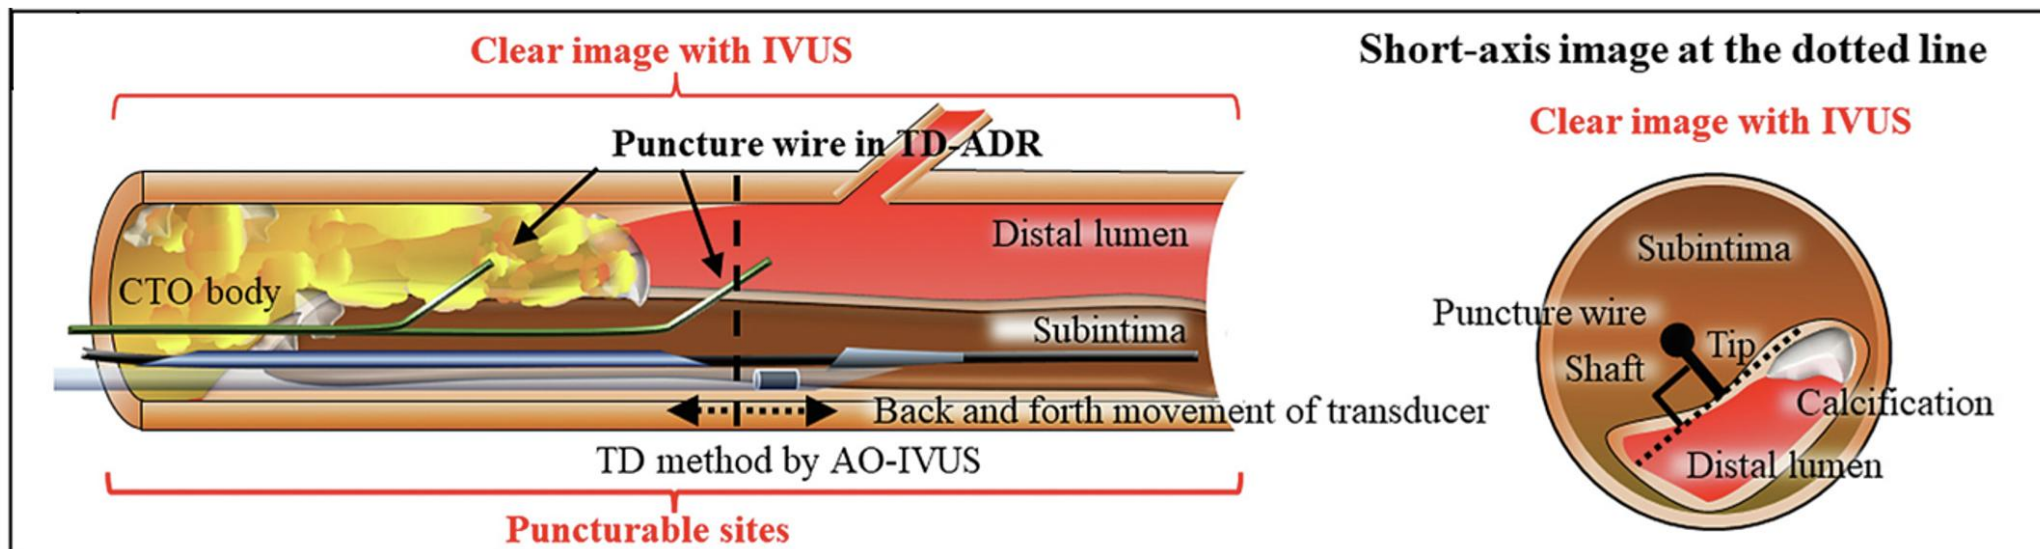 Clear image with IVUS
Short-axis image at the dotted line
Clear image with IVUS
Puncture wire in TD-ADR
Distal lumen
CTO body
Subintima
Back and forth movement of transducer
TD method by AO-IVUS
Puncturable sites
Subintima
Puncture wire
Tip
Shaft
Calcification
Distal lumen